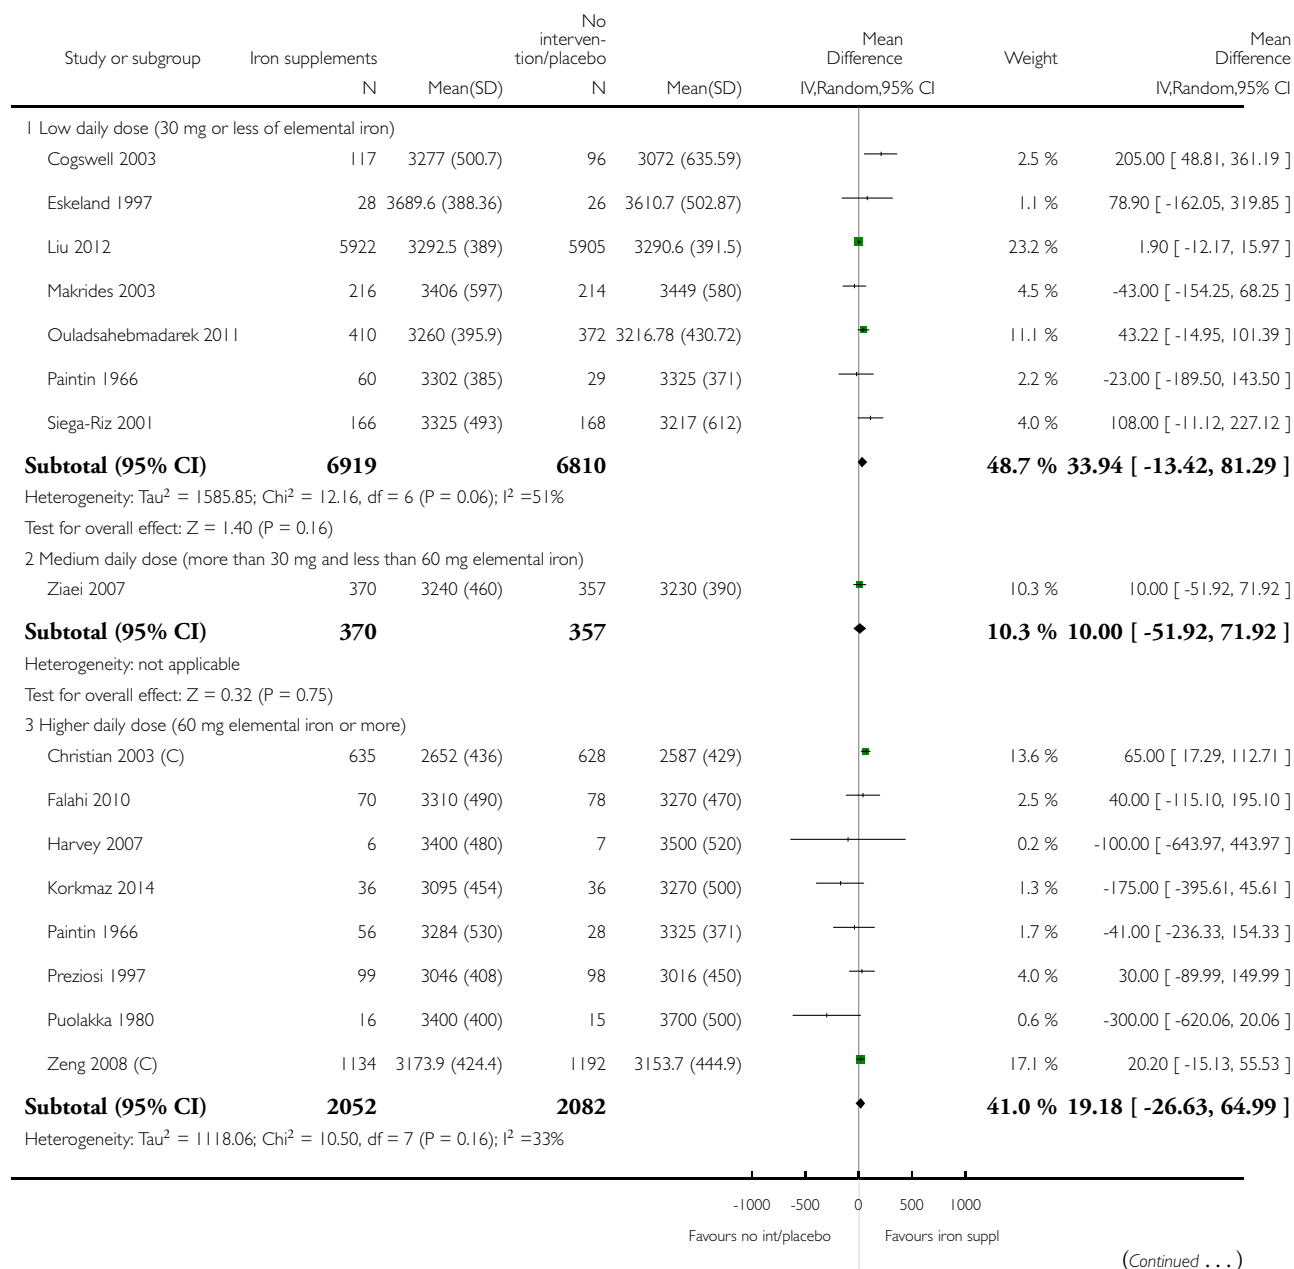 Study or subgroup Iron supplements No interven-tion/placebo Mean Difference Weight Mean Difference
N Mean(SD) N Mean(SD) IV,Random,95% CI IV,Random,95% CI
1 Low daily dose (30 mg or less of elemental iron)
Cogswell 2003 117 3277 (500.7) 96 3072 (635.59) 2.5 % 205.00 [ 48.81, 361.19 ]
Eskeland 1997 28 3689.6 (388.36) 26 3610.7 (502.87) 1.1 % 78.90 [ -162.05, 319.85 ]
Liu 2012 5922 3292.5 (389) 5905 3290.6 (391.5) 23.2 % 1.90 [ -12.17, 15.97 ]
Makrides 2003 216 3406 (597) 214 3449 (580) 4.5 % -43.00 [ -154.25, 68.25 ]
Ouladsahebmadarek 2011 410 3260 (395.9) 372 3216.78 (430.72) 11.1 % 43.22 [ -14.95, 101.39 ]
Paintin 1966 60 3302 (385) 29 3325 (371) 2.2 % -23.00 [ -189.50, 143.50 ]
Siega-Riz 2001 166 3325 (493) 168 3217 (612) 4.0 % 108.00 [ -11.12, 227.12 ]
Subtotal (95% CI) 6919 6810 48.7 % 33.94 [ -13.42, 81.29 ]
Heterogeneity: Tau² = 1585.85; Chi² = 12.16, df = 6 (P = 0.06); I² =51%
Test for overall effect: Z = 1.40 (P = 0.16)
2 Medium daily dose (more than 30 mg and less than 60 mg elemental iron)
Ziaei 2007 370 3240 (460) 357 3230 (390) 10.3 % 10.00 [ -51.92, 71.92 ]
Subtotal (95% CI) 370 357 10.3 % 10.00 [ -51.92, 71.92 ]
Heterogeneity: not applicable
Test for overall effect: Z = 0.32 (P = 0.75)
3 Higher daily dose (60 mg elemental iron or more)
Christian 2003 (C) 635 2652 (436) 628 2587 (429) 13.6 % 65.00 [ 17.29, 112.71 ]
Falahi 2010 70 3310 (490) 78 3270 (470) 2.5 % 40.00 [ -115.10, 195.10 ]
Harvey 2007 6 3400 (480) 7 3500 (520) 0.2 % -100.00 [ -643.97, 443.97 ]
Korkmaz 2014 36 3095 (454) 36 3270 (500) 1.3 % -175.00 [ -395.61, 45.61 ]
Paintin 1966 56 3284 (530) 28 3325 (371) 1.7 % -41.00 [ -236.33, 154.33 ]
Preziosi 1997 99 3046 (408) 98 3016 (450) 4.0 % 30.00 [ -89.99, 149.99 ]
Puolakka 1980 16 3400 (400) 15 3700 (500) 0.6 % -300.00 [ -620.06, 20.06 ]
Zeng 2008 (C) 1134 3173.9 (424.4) 1192 3153.7 (444.9) 17.1 % 20.20 [ -15.13, 55.53 ]
Subtotal (95% CI) 2052 2082 41.0 % 19.18 [ -26.63, 64.99 ]
Heterogeneity: Tau² = 1118.06; Chi² = 10.50, df = 7 (P = 0.16); I² =33%
-1000 -500 0 500 1000
Favours no int/placebo Favours iron suppl
(Continued . . . )